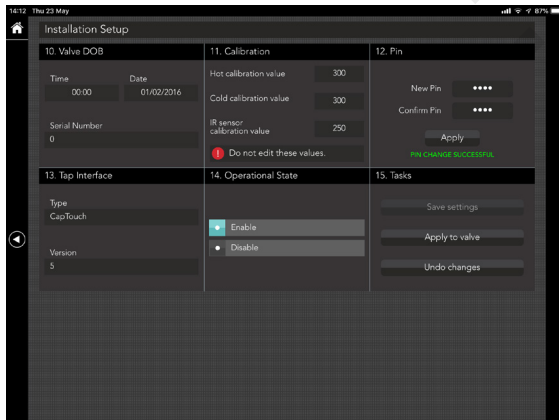 14:12 Thu 23 May
87%
Installation Setup
10. Valve DOB
Time Date
00:00 01/02/2016
Serial Number
0
11. Calibration
Hot calibration value 300
Cold calibration value 300
IR sensor
calibration value 250
! Do not edit these values.
12. Pin
New Pin ••••
Confirm Pin ••••
Apply
PIN CHANGE SUCCESSFUL
13. Tap Interface
Type
CapTouch
Version
5
14. Operational State
Enable
Disable
15. Tasks
Save settings
Apply to valve
Undo changes